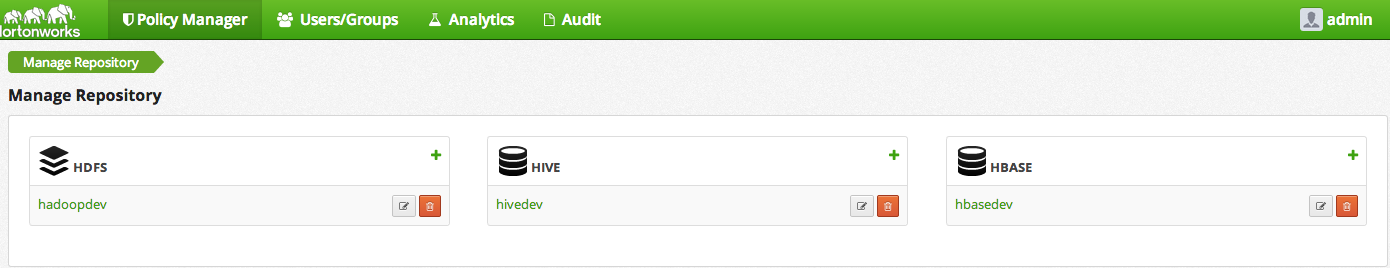 Hortonworks
Policy Manager Users/Groups Analytics Audit admin
Manage Repository
Manage Repository
HDFS HIVE HBASE
hadoopdev hivedev hbasedev